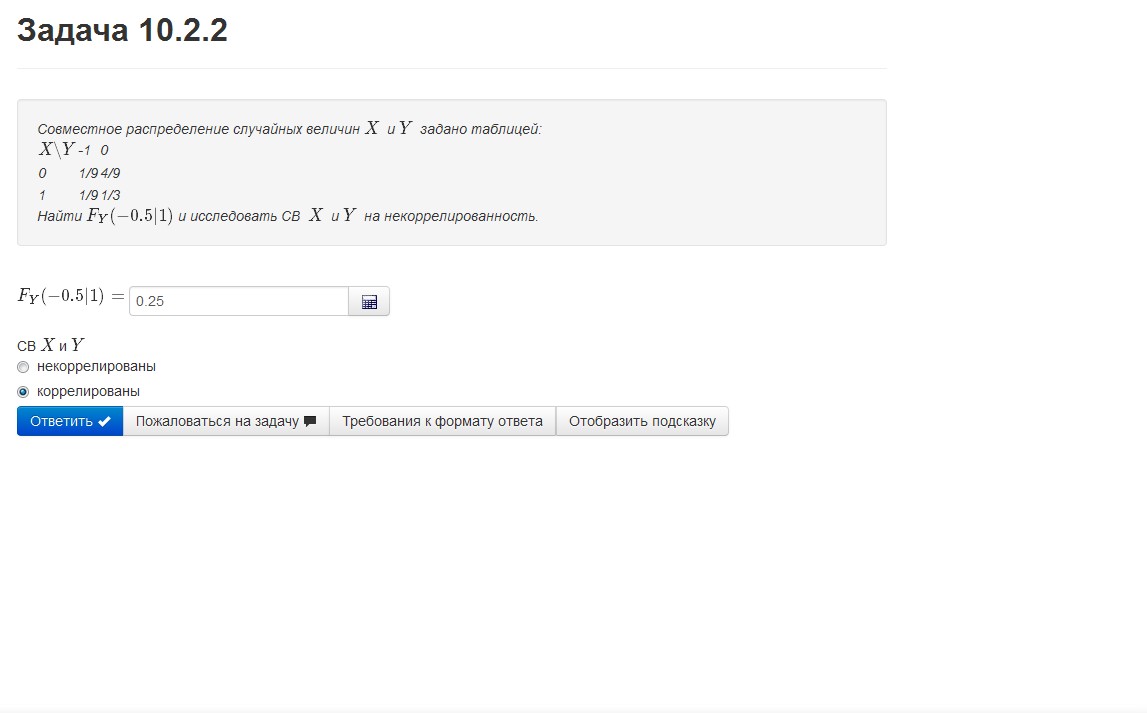 Задача 10.2.2
Совместное распределение случайных величин X и Y задано таблицей:
X\Y -1 0
0 1/9 4/9
1 1/9 1/3
Найти F_Y(−0.5|1) и исследовать СВ X и Y на некоррелированность.
F_Y(−0.5|1) = 0.25
СВ X и Y
некоррелированы
коррелированы
Ответить Пожаловаться на задачу Требования к формату ответа Отобразить подсказку